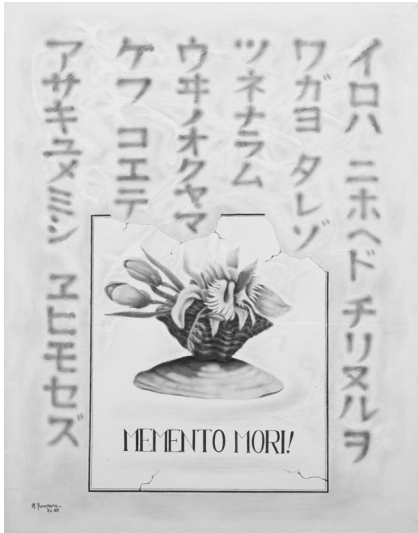 イロハ ニホヘド チリヌルヲ
ワガヨ タレゾ
ツネナラム
ウヰノオクヤマ
ケフ コエテ
アサキユメミシ ヱヒモセズ
MEMENTO MORI!